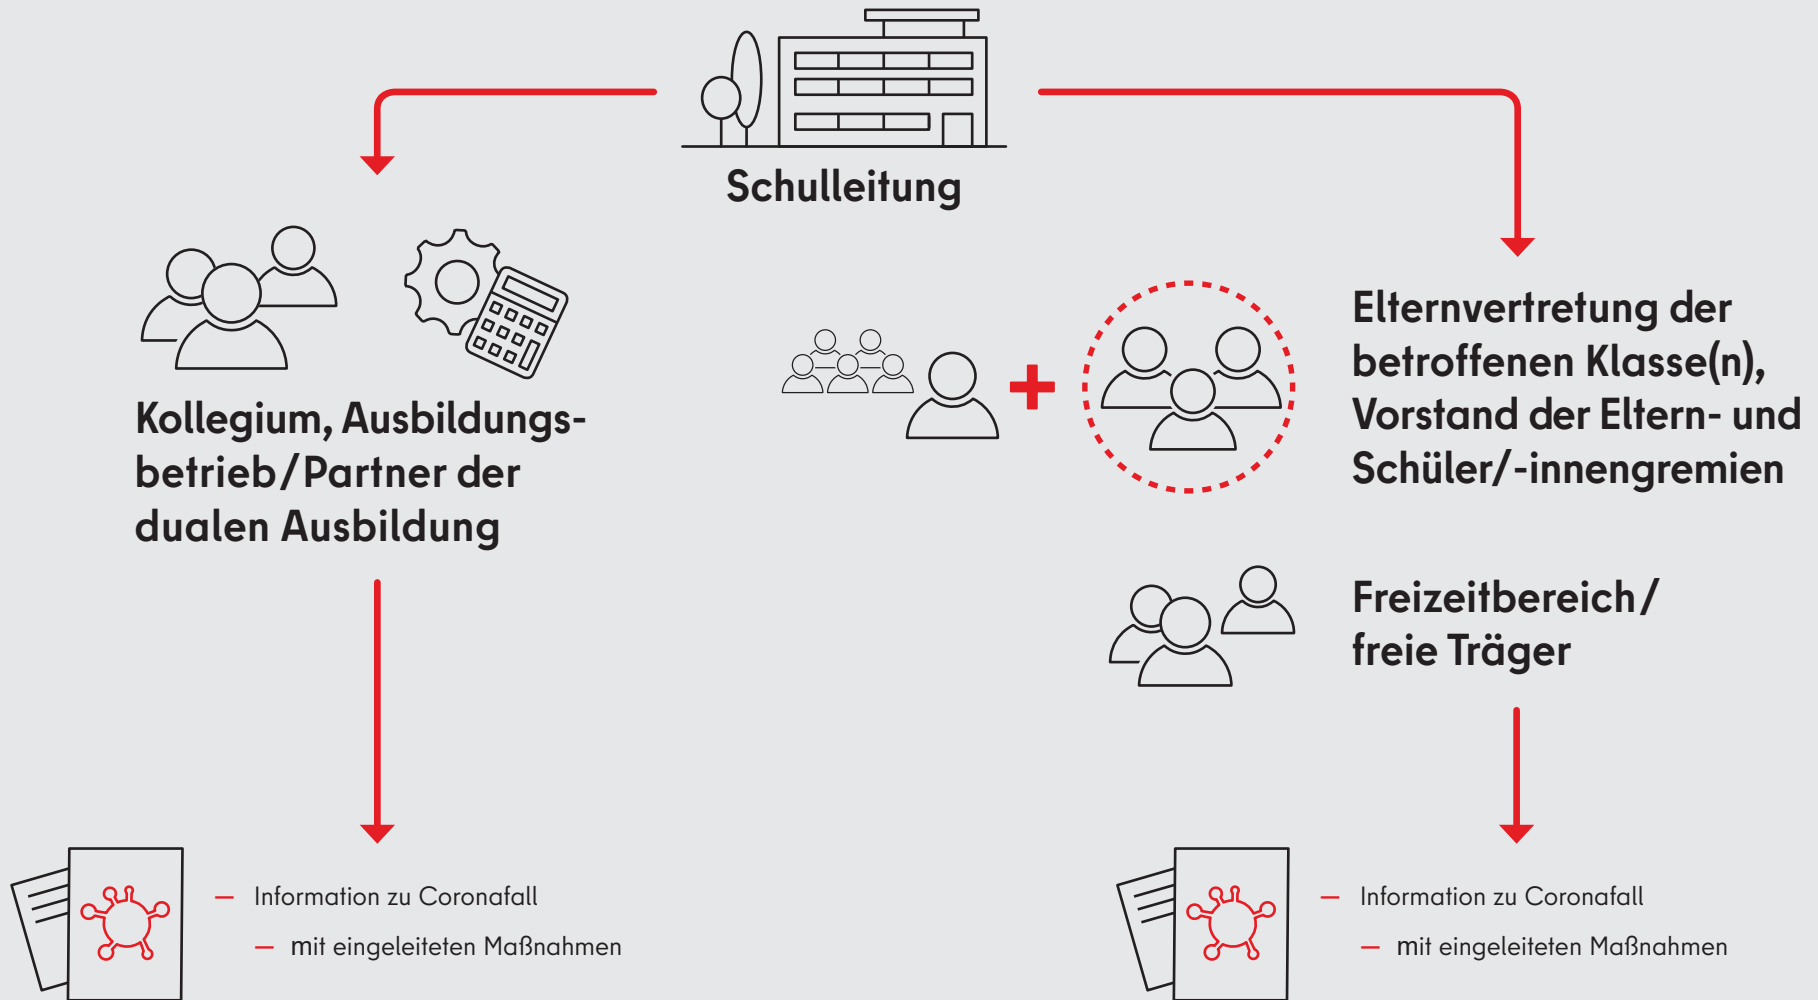 Schulleitung
Kollegium, Ausbildungs-
betrieb/Partner der
dualen Ausbildung
Elternvertretung der
betroffenen Klasse(n),
Vorstand der Eltern- und
Schüler/-innengremien
Freizeitbereich/
freie Träger
— Information zu Coronafall
— mit eingeleiteten Maßnahmen
— Information zu Coronafall
— mit eingeleiteten Maßnahmen